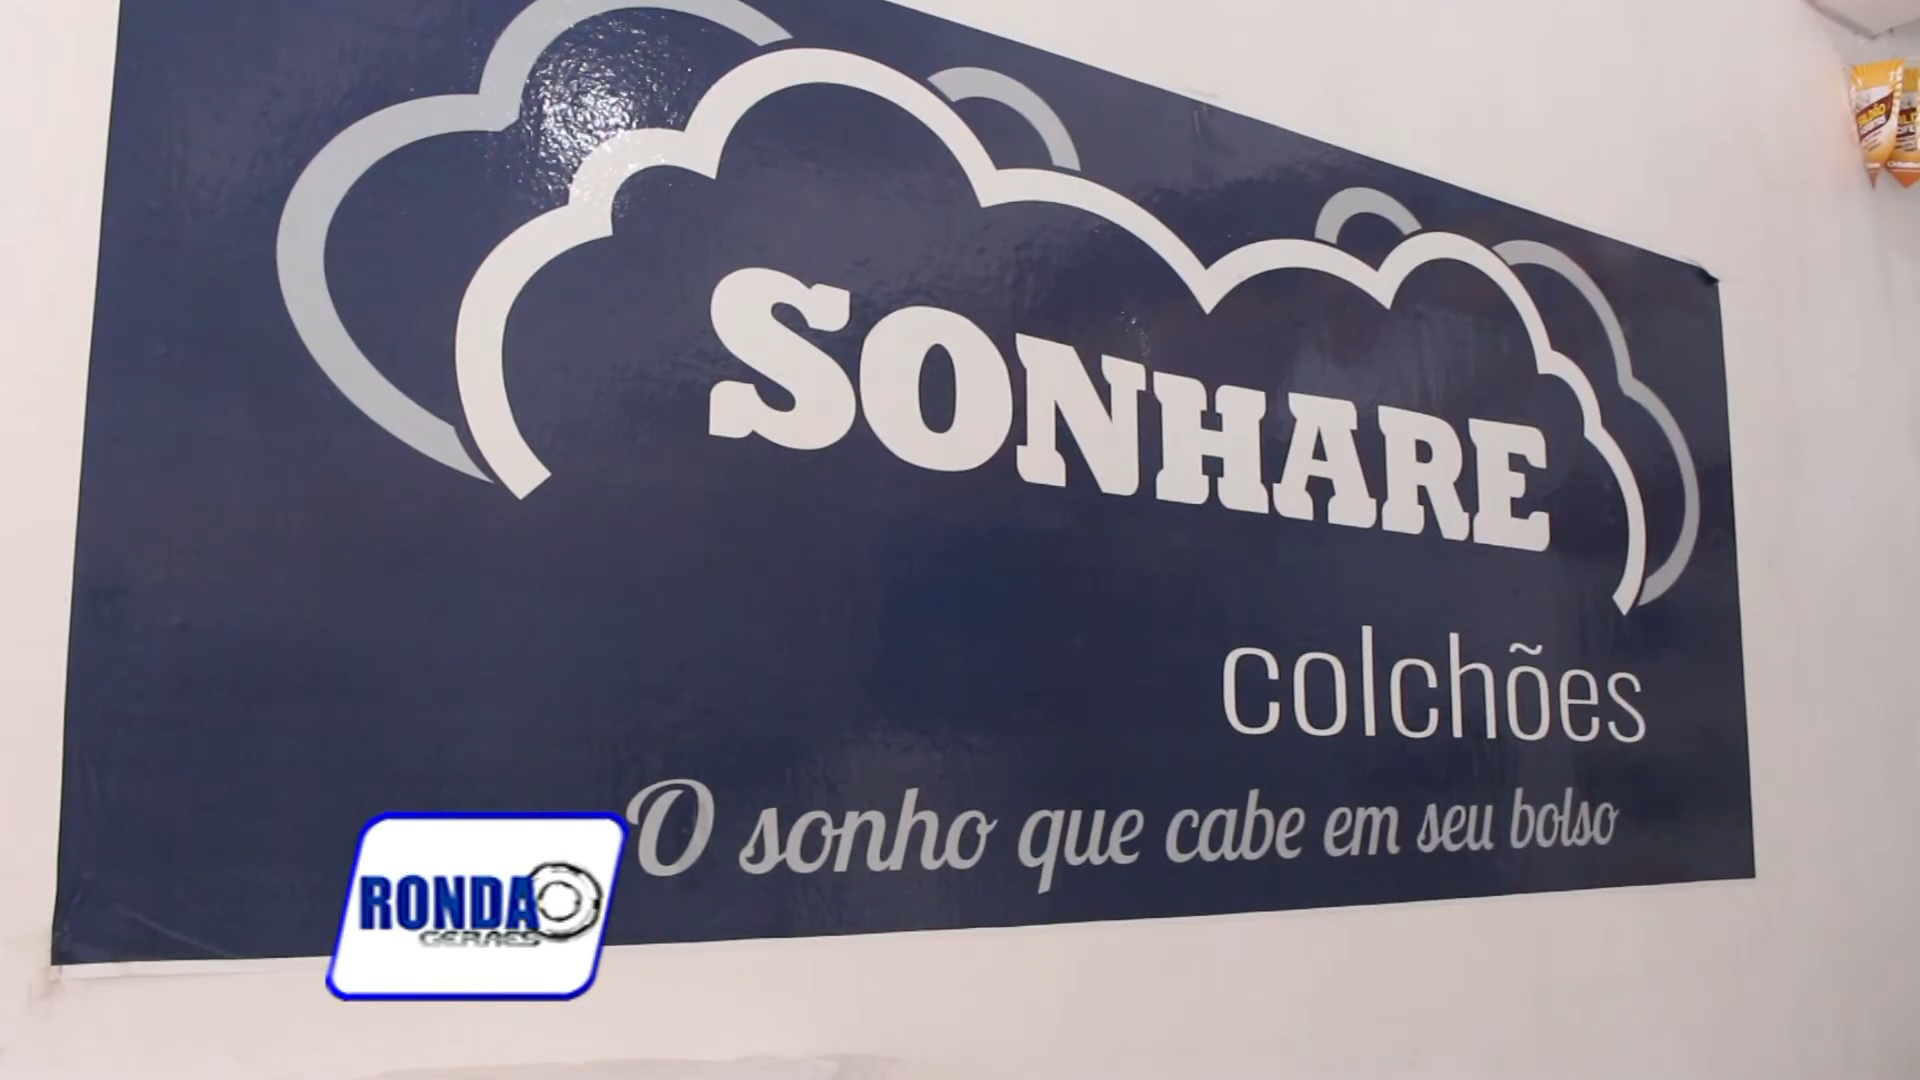 SONHARE
colchões
O sonho que cabe em seu bolso
RONDA
GERAES